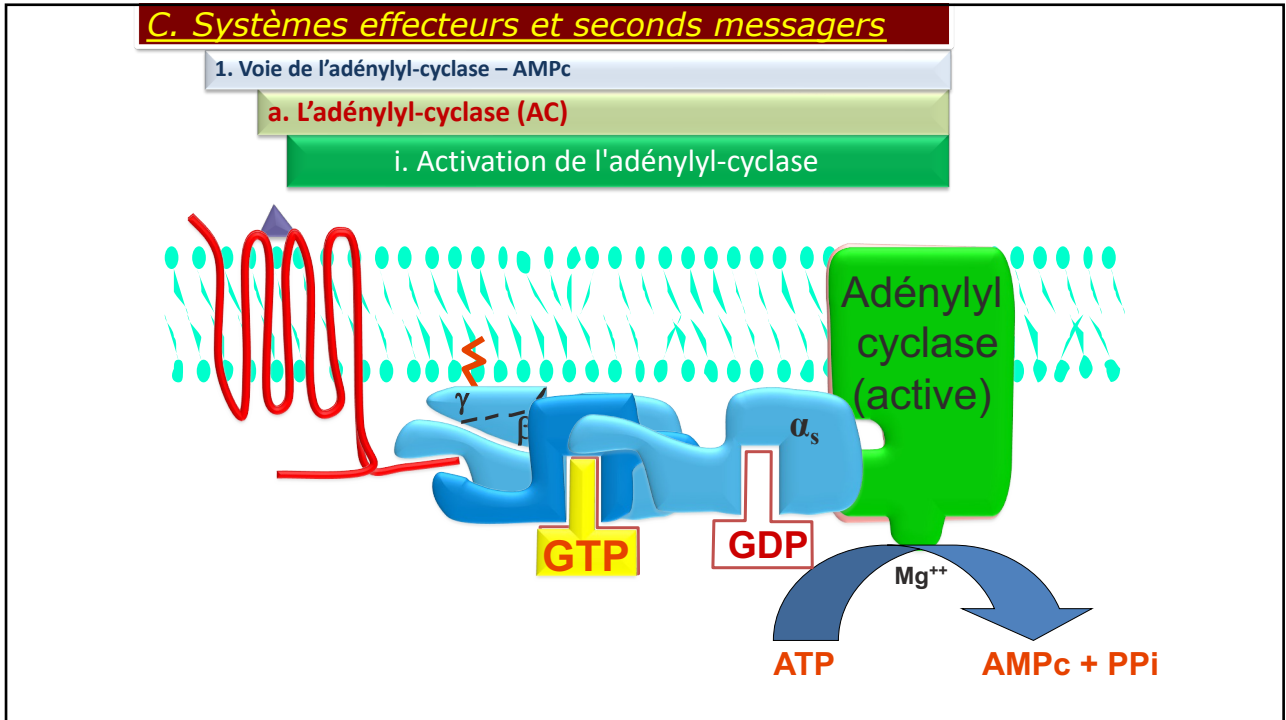 C. Systèmes effecteurs et seconds messagers
1. Voie de l'adénylyl-cyclase – AMPc
a. L'adénylyl-cyclase (AC)
i. Activation de l'adénylyl-cyclase
Adénylyl
cyclase
(active)
γ
β
αs
GTP
GDP
Mg++
ATP
AMPc + PPi